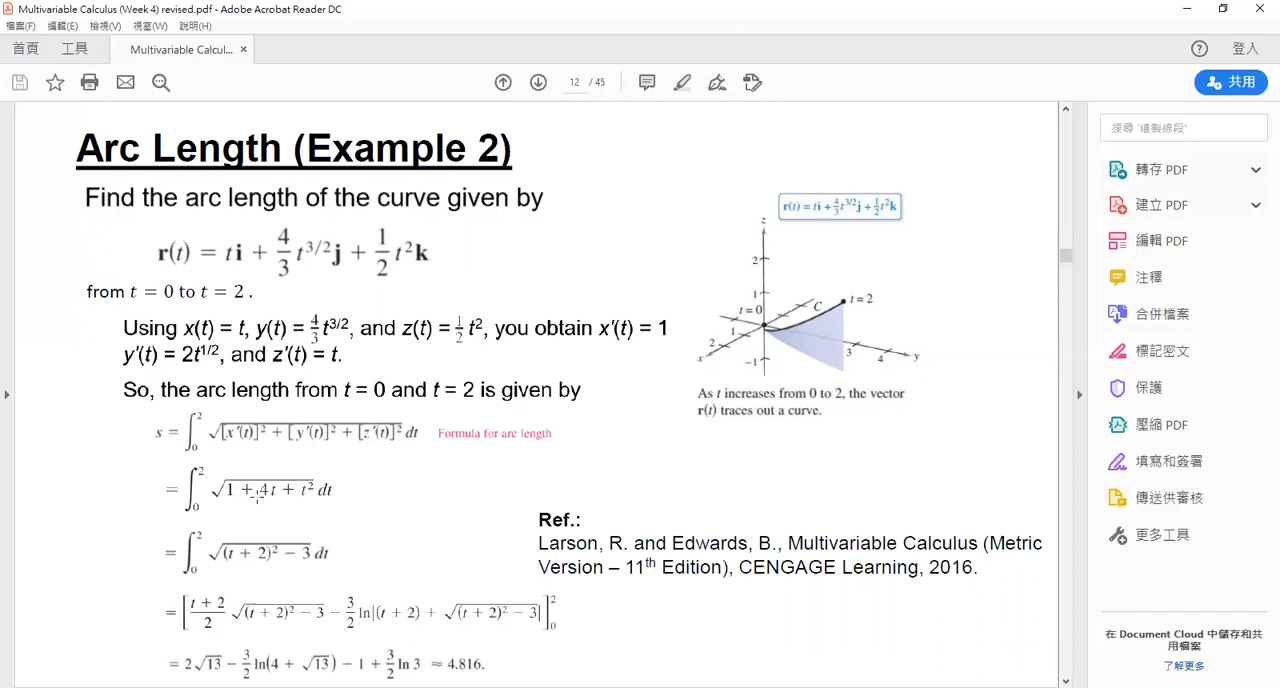 Multivariable Calculus (Week 4) revised.pdf - Adobe Acrobat Reader DC
檔案(F) 編輯(E) 檢視(V) 視窗(W) 說明(H)
首頁 工具 Multivariable Calcul... × 登入
12 / 45 共用
Arc Length (Example 2)
Find the arc length of the curve given by
r(t) = ti + 4/3 t^{3/2}j + 1/2 t²k
from t = 0 to t = 2 .
Using x(t) = t, y(t) = 4/3 t^{3/2}, and z(t) = 1/2 t², you obtain x′(t) = 1
y′(t) = 2t^{1/2}, and z′(t) = t.
So, the arc length from t = 0 and t = 2 is given by
s = ∫₀² √([x′(t)]² + [y′(t)]² + [z′(t)]²) dt Formula for arc length
= ∫₀² √(1 + 4t + t²) dt
= ∫₀² √((t + 2)² − 3) dt
= [(t + 2)/2 √((t + 2)² − 3) − 3/2 ln|(t + 2) + √((t + 2)² − 3)|]₀²
= 2√13 − 3/2 ln(4 + √13) − 1 + 3/2 ln 3 ≈ 4.816.
r(t) = ti + 4/3 t^{3/2}j + 1/2 t²k
z
2
1
t = 0
C
t = 2
1
2
x
−1
3
4
y
As t increases from 0 to 2, the vector
r(t) traces out a curve.
Ref.:
Larson, R. and Edwards, B., Multivariable Calculus (Metric
Version – 11th Edition), CENGAGE Learning, 2016.
搜尋 '繪製線段'
轉存 PDF
建立 PDF
編輯 PDF
注釋
合併檔案
標記密文
保護
壓縮 PDF
填寫和簽署
傳送供審核
更多工具
在 Document Cloud 中儲存和共
用檔案
了解更多